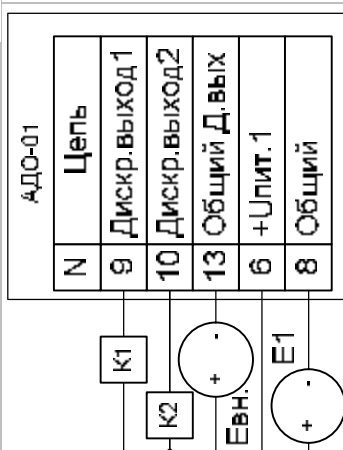 АДО-01
N Цепь
9 Дискр.выход1
10 Дискр.выход2
13 Общий Д.вых
6 +Uпит.1
8 Общий
К1
К2
- +
Евн.
Е1
- +